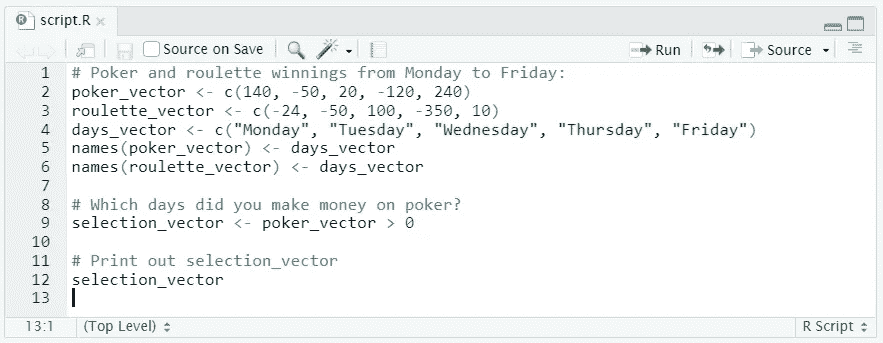 script.R
Source on Save
Run
Source
1 # Poker and roulette winnings from Monday to Friday:
2 poker_vector <- c(140, -50, 20, -120, 240)
3 roulette_vector <- c(-24, -50, 100, -350, 10)
4 days_vector <- c("Monday", "Tuesday", "Wednesday", "Thursday", "Friday")
5 names(poker_vector) <- days_vector
6 names(roulette_vector) <- days_vector
7
8 # Which days did you make money on poker?
9 selection_vector <- poker_vector > 0
10
11 # Print out selection_vector
12 selection_vector
13
13:1 (Top Level) R Script